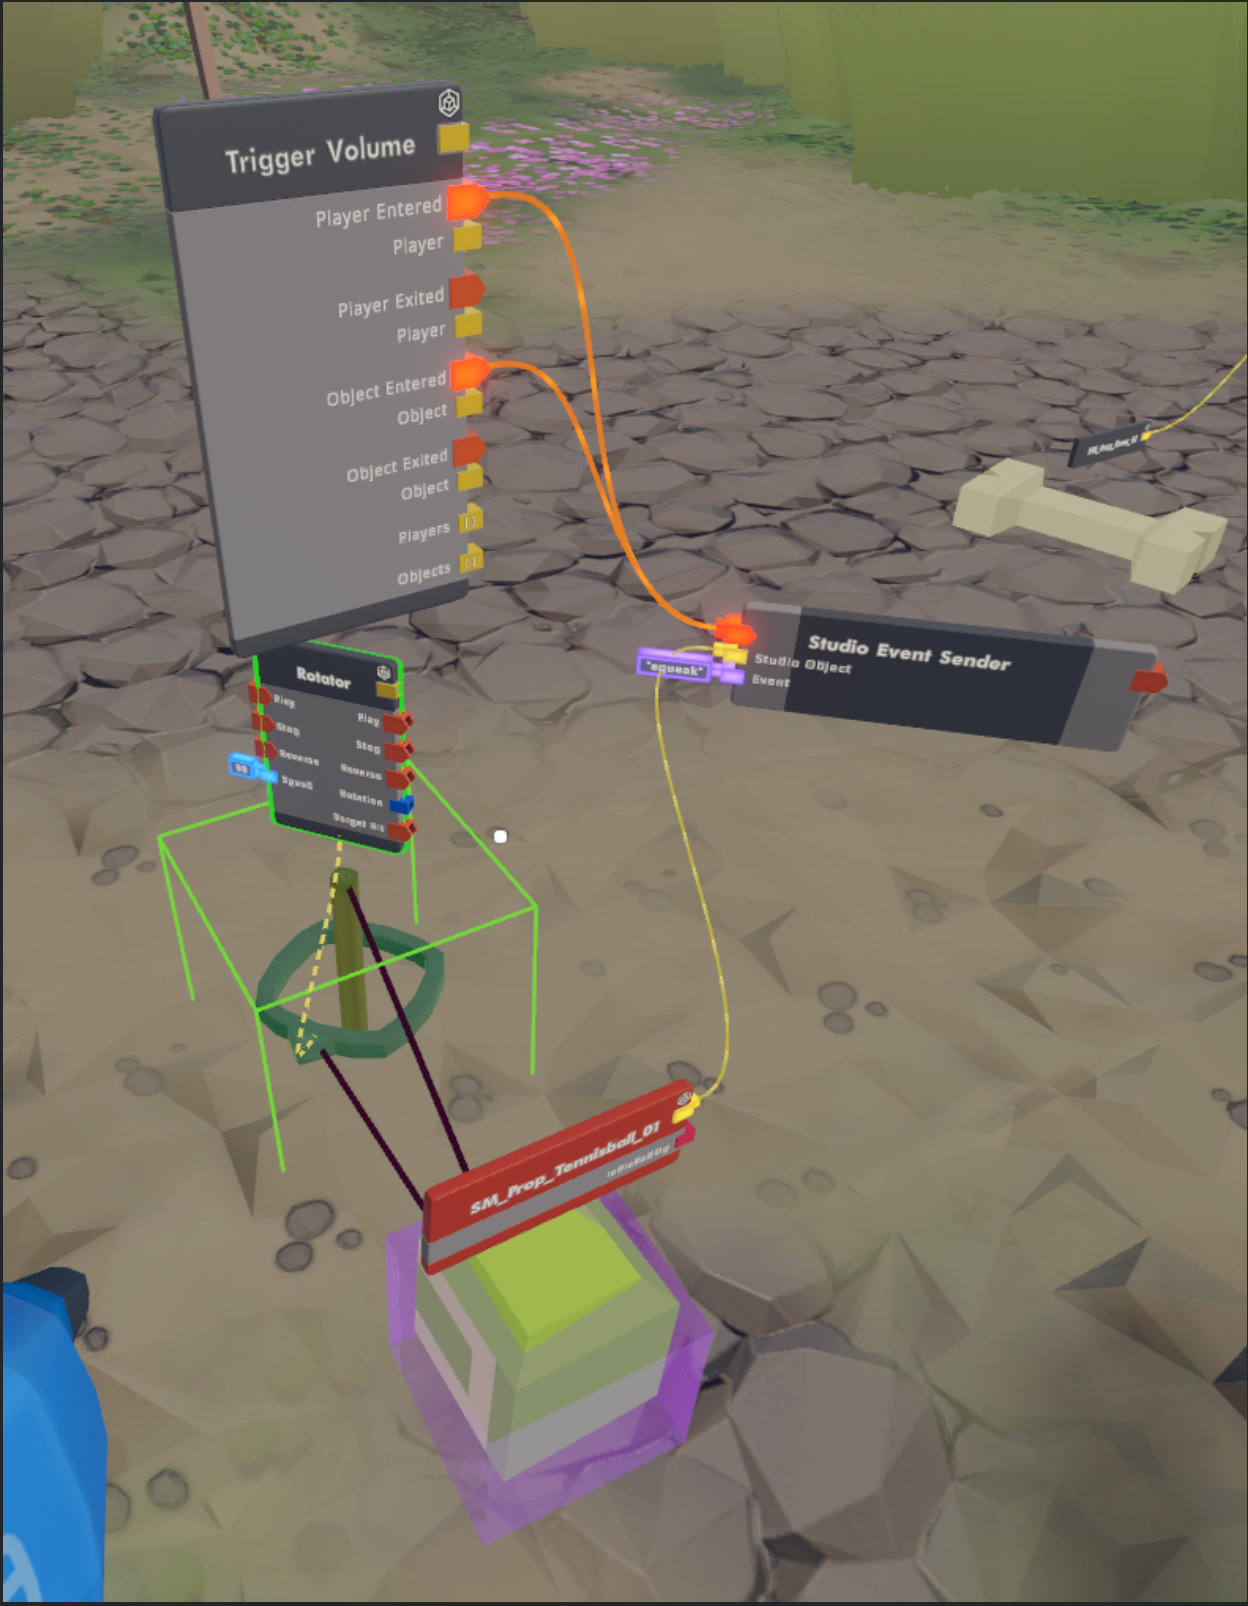 Trigger Volume
Player Entered
Player
Player Exited
Player
Object Entered
Object
Object Exited
Object
Players
Objects
Studio Event Sender
Studio Object
"squeak"
Event
Rotator
Play
Play
Stop
Stop
Reverse
Reverse
Speed
Rotation
Target Hit
SM_Prop_Tennisball_01